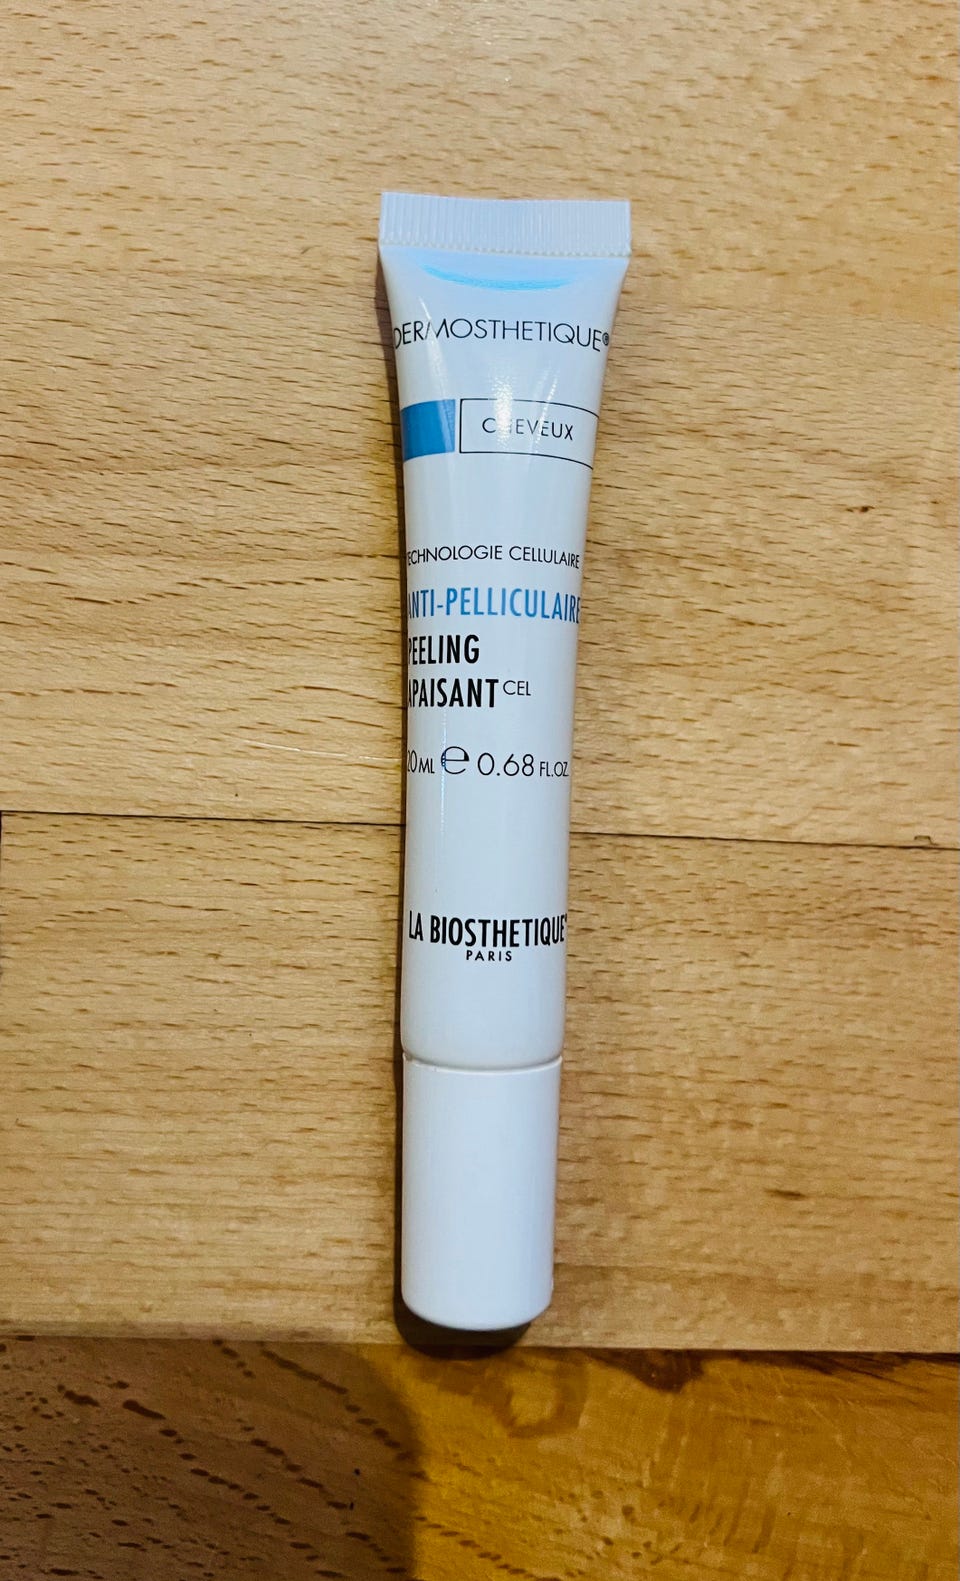 DERMOSTHETIQUE®
CHEVEUX
TECHNOLOGIE CELLULAIRE
ANTI-PELLICULAIRE
PEELING
APAISANT CEL
20 ML ℮ 0.68 FL.OZ.
LA BIOSTHETIQUE®
PARIS